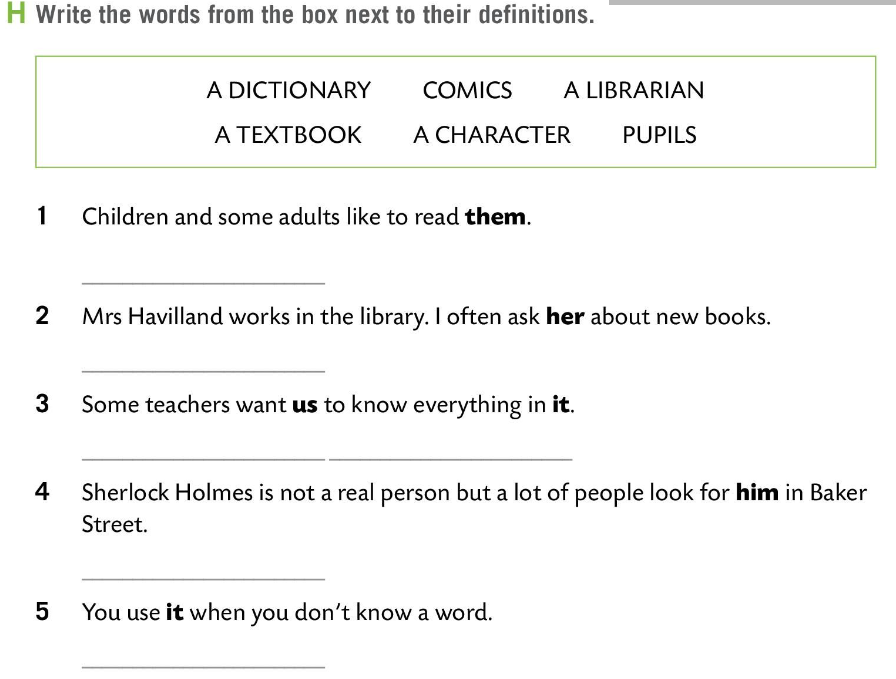 H Write the words from the box next to their definitions.
A DICTIONARY COMICS A LIBRARIAN
A TEXTBOOK A CHARACTER PUPILS
1 Children and some adults like to read them.
2 Mrs Havilland works in the library. I often ask her about new books.
3 Some teachers want us to know everything in it.
4 Sherlock Holmes is not a real person but a lot of people look for him in Baker
Street.
5 You use it when you don't know a word.